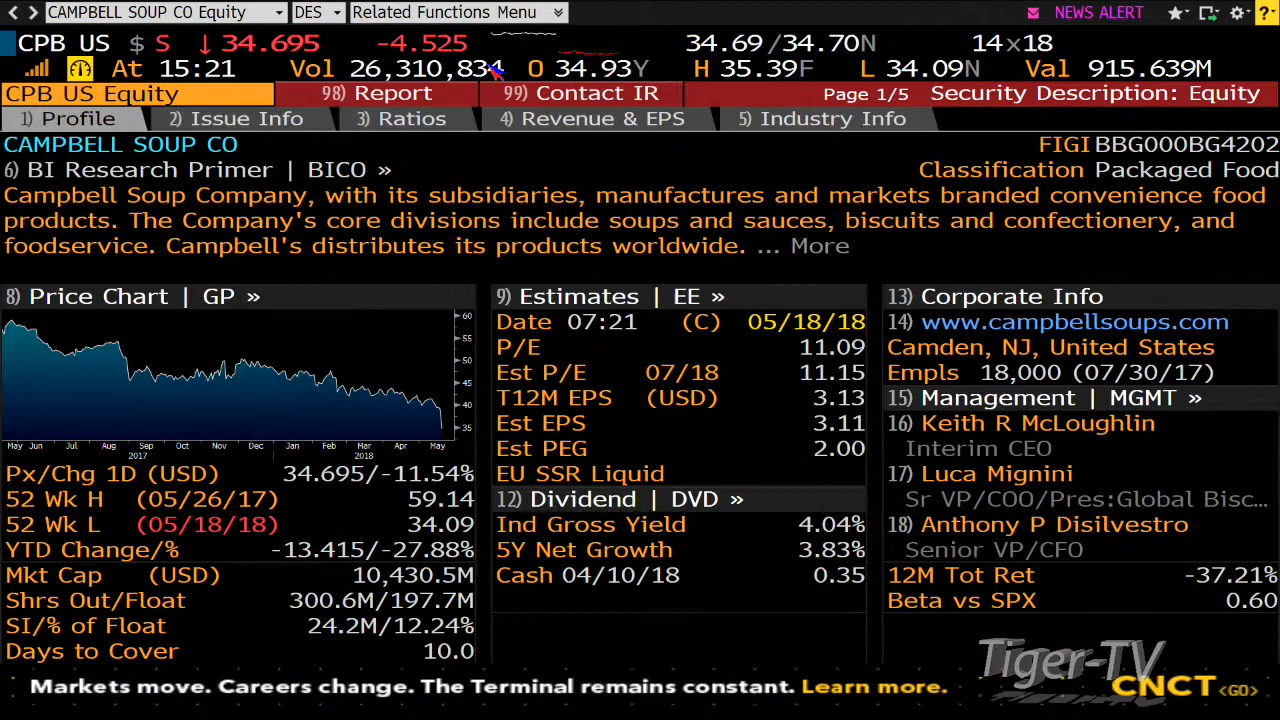 CAMPBELL SOUP CO Equity DES Related Functions Menu NEWS ALERT ?
CPB US $ S ↓ 34.695 -4.525 34.69/34.70N 14x18
At 15:21 Vol 26,310,834 O 34.93Y H 35.39F L 34.09N Val 915.639M
CPB US Equity 98) Report 99) Contact IR Page 1/5 Security Description: Equity
1) Profile 2) Issue Info 3) Ratios 4) Revenue & EPS 5) Industry Info
CAMPBELL SOUP CO FIGI BBG000BG4202
6) BI Research Primer | BICO » Classification Packaged Food
Campbell Soup Company, with its subsidiaries, manufactures and markets branded convenience food
products. The Company's core divisions include soups and sauces, biscuits and confectionery, and
foodservice. Campbell's distributes its products worldwide. ... More
8) Price Chart | GP »
60
55
50
45
40
35
May Jun Jul Aug Sep Oct Nov Dec Jan Feb Mar Apr May
2017 2018
Px/Chg 1D (USD) 34.695/-11.54%
52 Wk H (05/26/17) 59.14
52 Wk L (05/18/18) 34.09
YTD Change/% -13.415/-27.88%
Mkt Cap (USD) 10,430.5M
Shrs Out/Float 300.6M/197.7M
SI/% of Float 24.2M/12.24%
Days to Cover 10.0
9) Estimates | EE »
Date 07:21 (C) 05/18/18
P/E 11.09
Est P/E 07/18 11.15
T12M EPS (USD) 3.13
Est EPS 3.11
Est PEG 2.00
EU SSR Liquid
12) Dividend | DVD »
Ind Gross Yield 4.04%
5Y Net Growth 3.83%
Cash 04/10/18 0.35
13) Corporate Info
14) www.campbellsoups.com
Camden, NJ, United States
Empls 18,000 (07/30/17)
15) Management | MGMT »
16) Keith R McLoughlin
Interim CEO
17) Luca Mignini
Sr VP/COO/Pres:Global Bisc...
18) Anthony P Disilvestro
Senior VP/CFO
12M Tot Ret -37.21%
Beta vs SPX 0.60
Tiger-TV
Markets move. Careers change. The Terminal remains constant. Learn more. CNCT <GO>